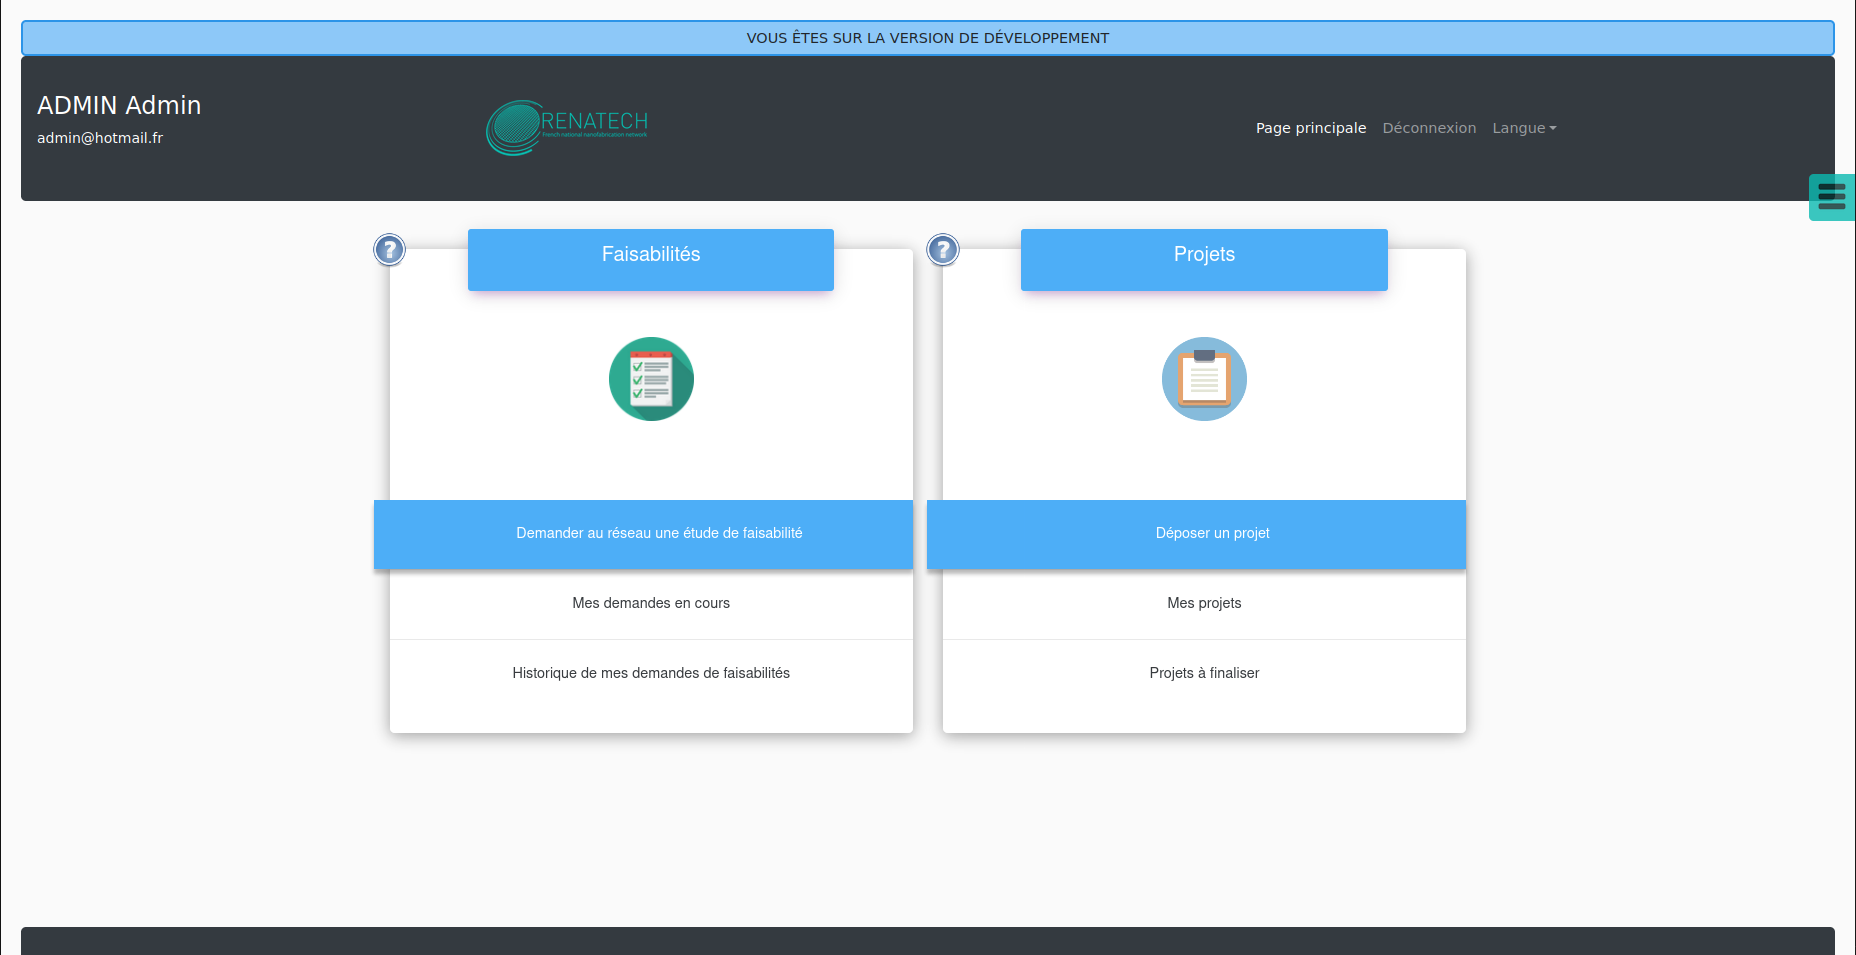 VOUS ÊTES SUR LA VERSION DE DÉVELOPPEMENT
ADMIN Admin
admin@hotmail.fr
RENATECH
French national nanofabrication network
Page principale
Déconnexion
Langue
?
Faisabilités
Demander au réseau une étude de faisabilité
Mes demandes en cours
Historique de mes demandes de faisabilités
?
Projets
Déposer un projet
Mes projets
Projets à finaliser